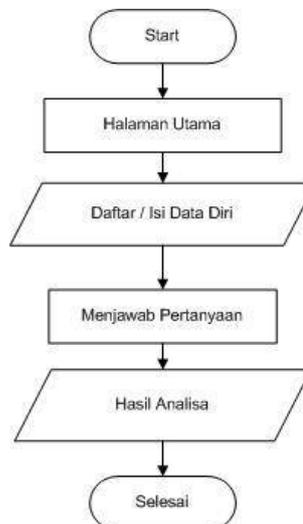 Start
Halaman Utama
Daftar / Isi Data Diri
Menjawab Pertanyaan
Hasil Analisa
Selesai